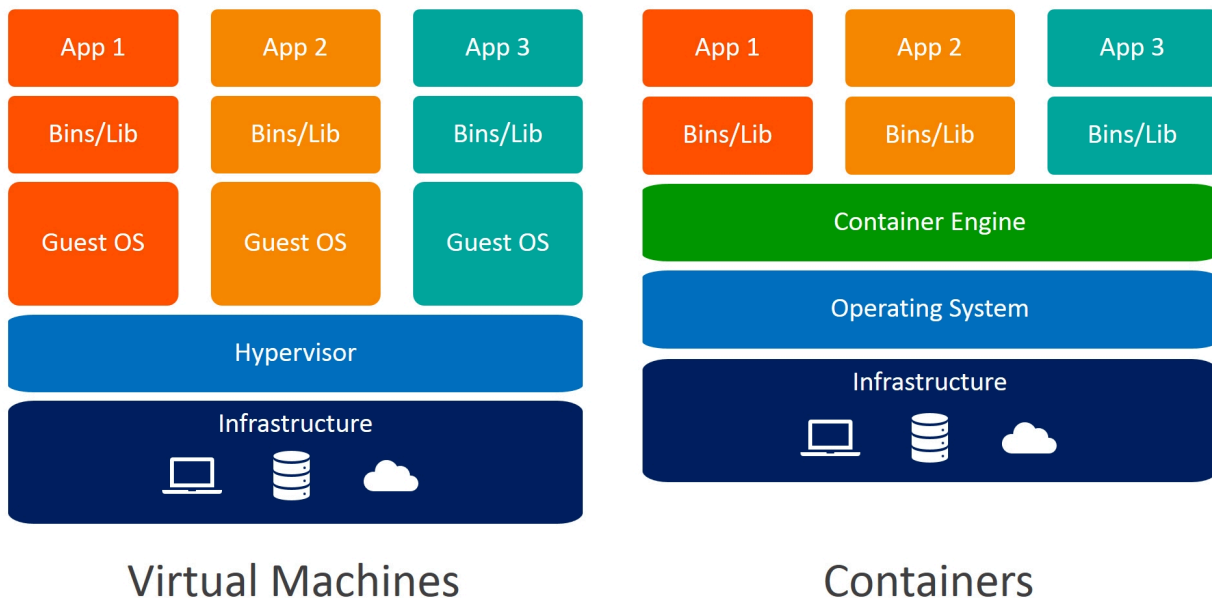 App 1
App 2
App 3
Bins/Lib
Bins/Lib
Bins/Lib
Guest OS
Guest OS
Guest OS
Hypervisor
Infrastructure
Virtual Machines
App 1
App 2
App 3
Bins/Lib
Bins/Lib
Bins/Lib
Container Engine
Operating System
Infrastructure
Containers